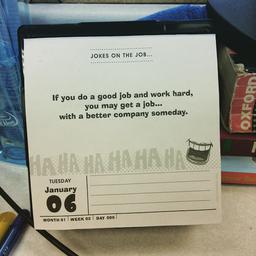 JOKES ON THE JOB...
If you do a good job and work hard,
you may get a job...
with a better company someday.
HA HA HA HA HA HA HA
TUESDAY
January
06
MONTH 01 | WEEK 02 | DAY 006
OXFORD